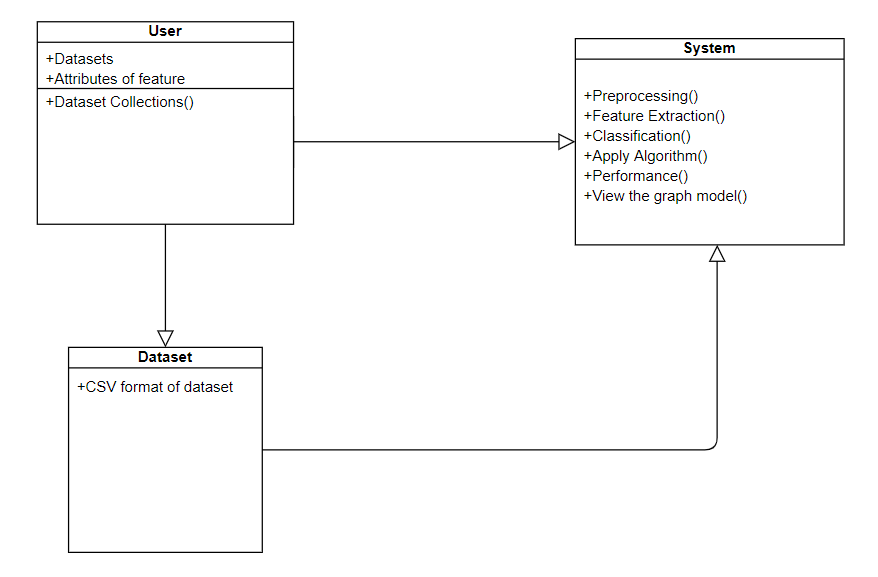 User
+Datasets
+Attributes of feature
+Dataset Collections()
System
+Preprocessing()
+Feature Extraction()
+Classification()
+Apply Algorithm()
+Performance()
+View the graph model()
Dataset
+CSV format of dataset